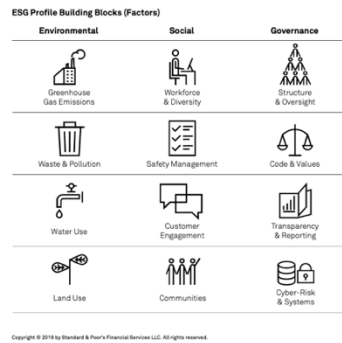 ESG Profile Building Blocks (Factors)
Environmental Social Governance
Greenhouse
Gas Emissions
Workforce
& Diversity
Structure
& Oversight
Waste & Pollution
Safety Management
Code & Values
Water Use
Customer
Engagement
Transparency
& Reporting
Land Use
Communities
Cyber-Risk
& Systems
Copyright © 2019 by Standard & Poor's Financial Services LLC. All rights reserved.